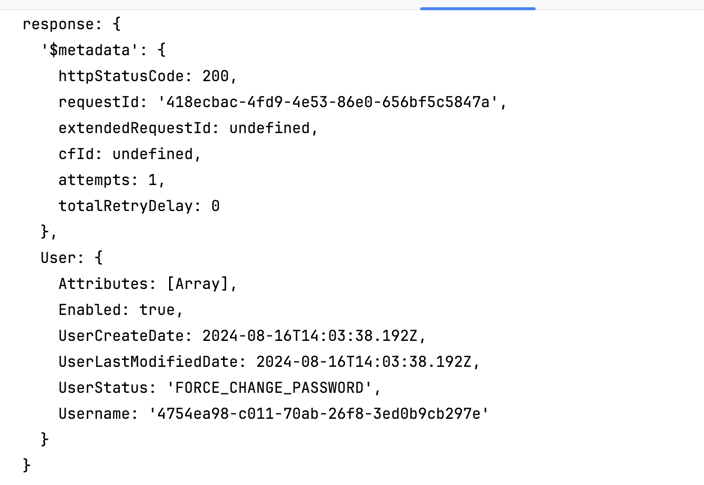 response: {
  '$metadata': {
    httpStatusCode: 200,
    requestId: '418ecbac-4fd9-4e53-86e0-656bf5c5847a',
    extendedRequestId: undefined,
    cfId: undefined,
    attempts: 1,
    totalRetryDelay: 0
  },
  User: {
    Attributes: [Array],
    Enabled: true,
    UserCreateDate: 2024-08-16T14:03:38.192Z,
    UserLastModifiedDate: 2024-08-16T14:03:38.192Z,
    UserStatus: 'FORCE_CHANGE_PASSWORD',
    Username: '4754ea98-c011-70ab-26f8-3ed0b9cb297e'
  }
}